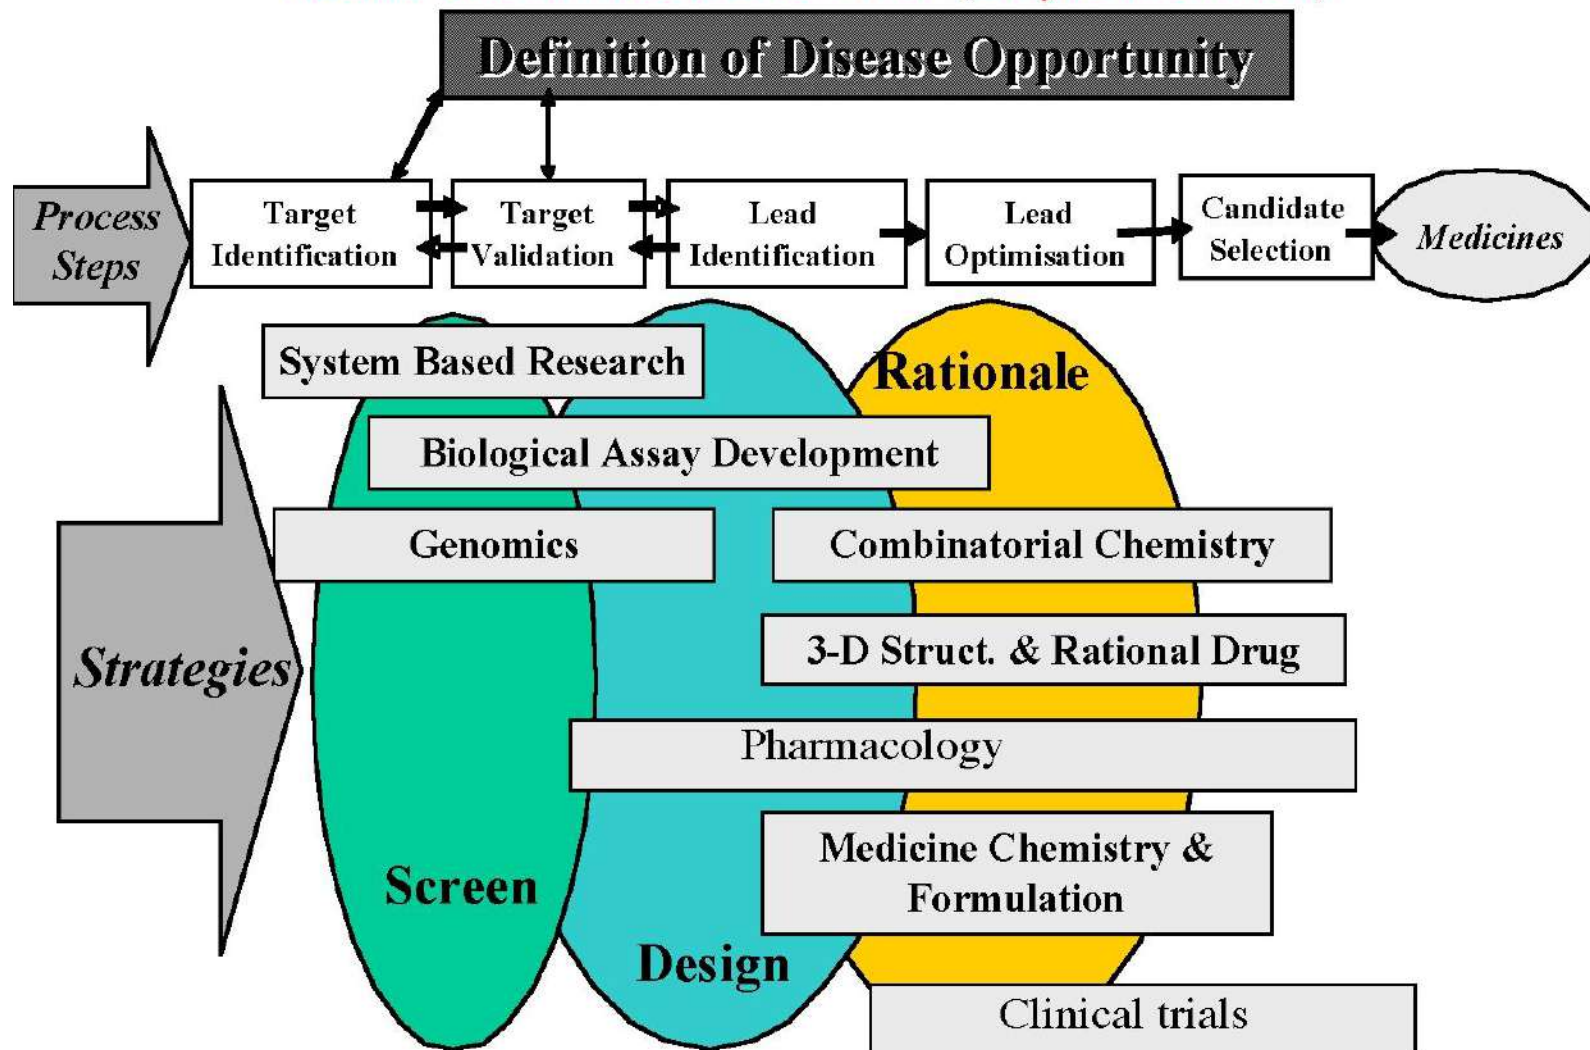 Definition of Disease Opportunity
Process
Steps
Target
Identification
Target
Validation
Lead
Identification
Lead
Optimisation
Candidate
Selection
Medicines
System Based Research
Rationale
Biological Assay Development
Genomics
Combinatorial Chemistry
Strategies
3-D Struct. & Rational Drug
Pharmacology
Medicine Chemistry &
Formulation
Screen
Design
Clinical trials